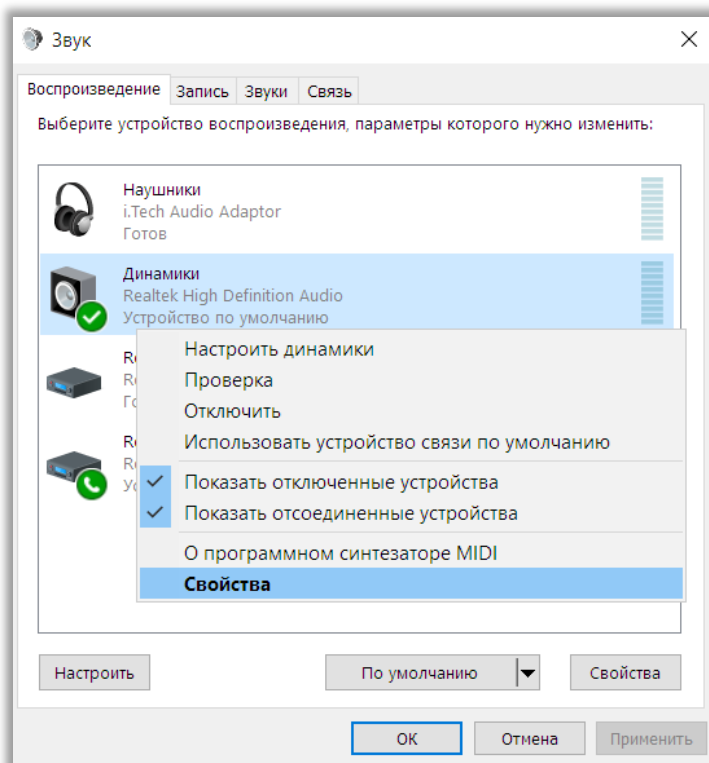 Звук
Воспроизведение Запись Звуки Связь
Выберите устройство воспроизведения, параметры которого нужно изменить:
Наушники
i.Tech Audio Adaptor
Готов
Динамики
Realtek High Definition Audio
Устройство по умолчанию
Настроить динамики
Проверка
Отключить
Использовать устройство связи по умолчанию
Показать отключенные устройства
Показать отсоединенные устройства
О программном синтезаторе MIDI
Свойства
Настроить По умолчанию Свойства
ОК Отмена Применить